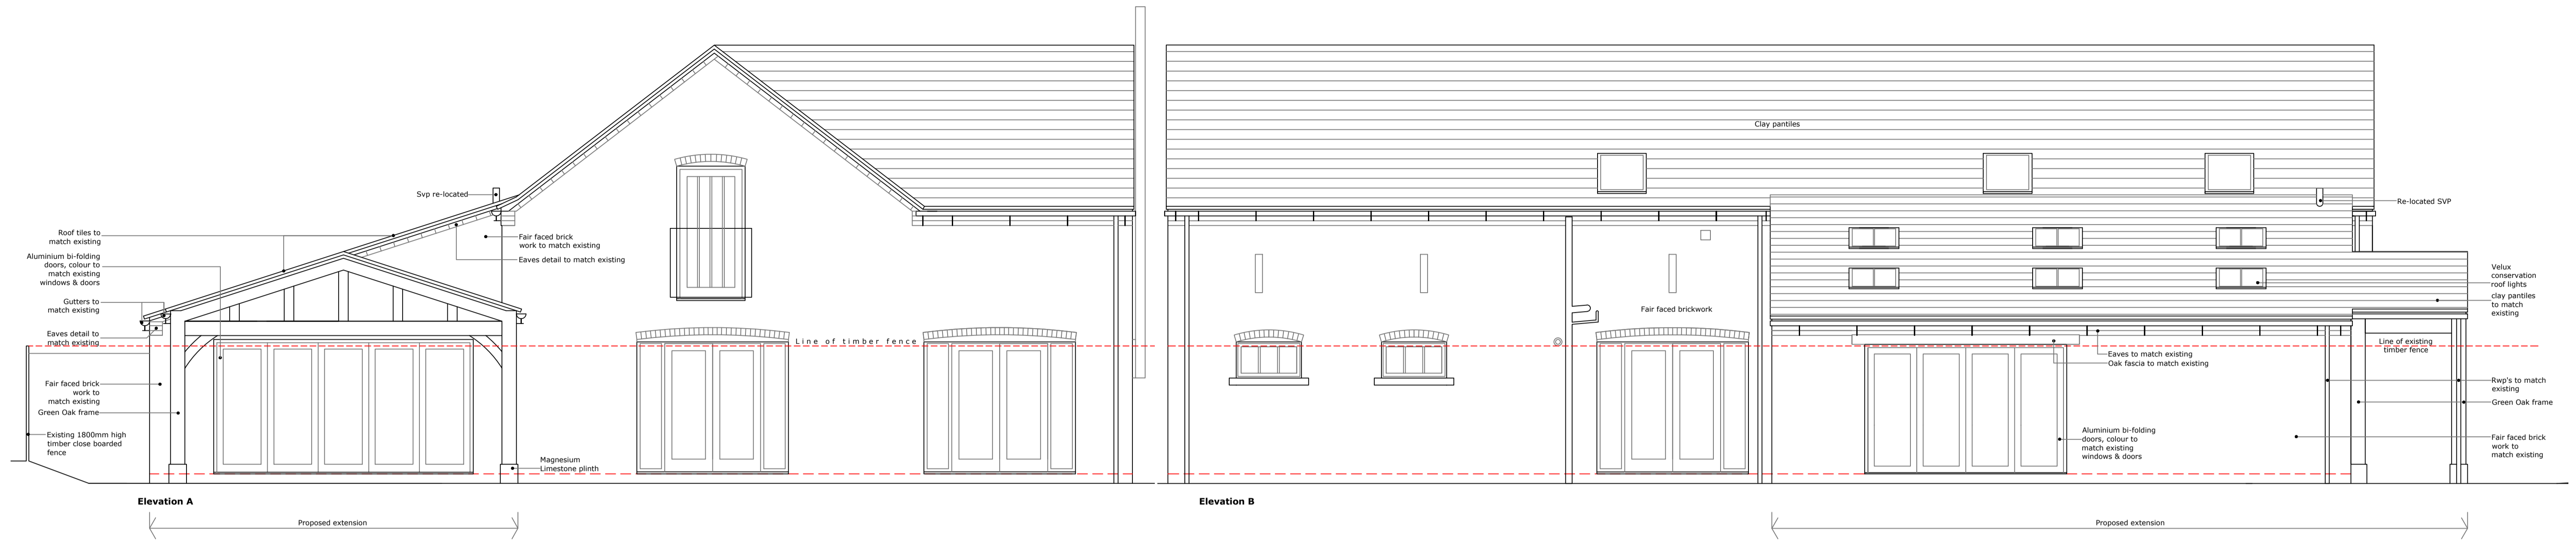 Svp re-located
Roof tiles to
match existing
Aluminium bi-folding
doors, colour to
match existing
windows & doors
Gutters to
match existing
Eaves detail to
match existing
Fair faced brick
work to
match existing
Green Oak frame
Existing 1800mm high
timber close boarded
fence
Fair faced brick
work to match existing
Eaves detail to match existing
Line of timber fence
Magnesium
Limestone plinth
Elevation A
Proposed extension
Clay pantiles
Fair faced brickwork
Re-located SVP
Velux
conservation
roof lights
clay pantiles
to match
existing
Line of existing
timber fence
Eaves to match existing
Oak fascia to match existing
Rwp's to match
existing
Green Oak frame
Aluminium bi-folding
doors, colour to
match existing
windows & doors
Fair faced brick
work to
match existing
Elevation B
Proposed extension